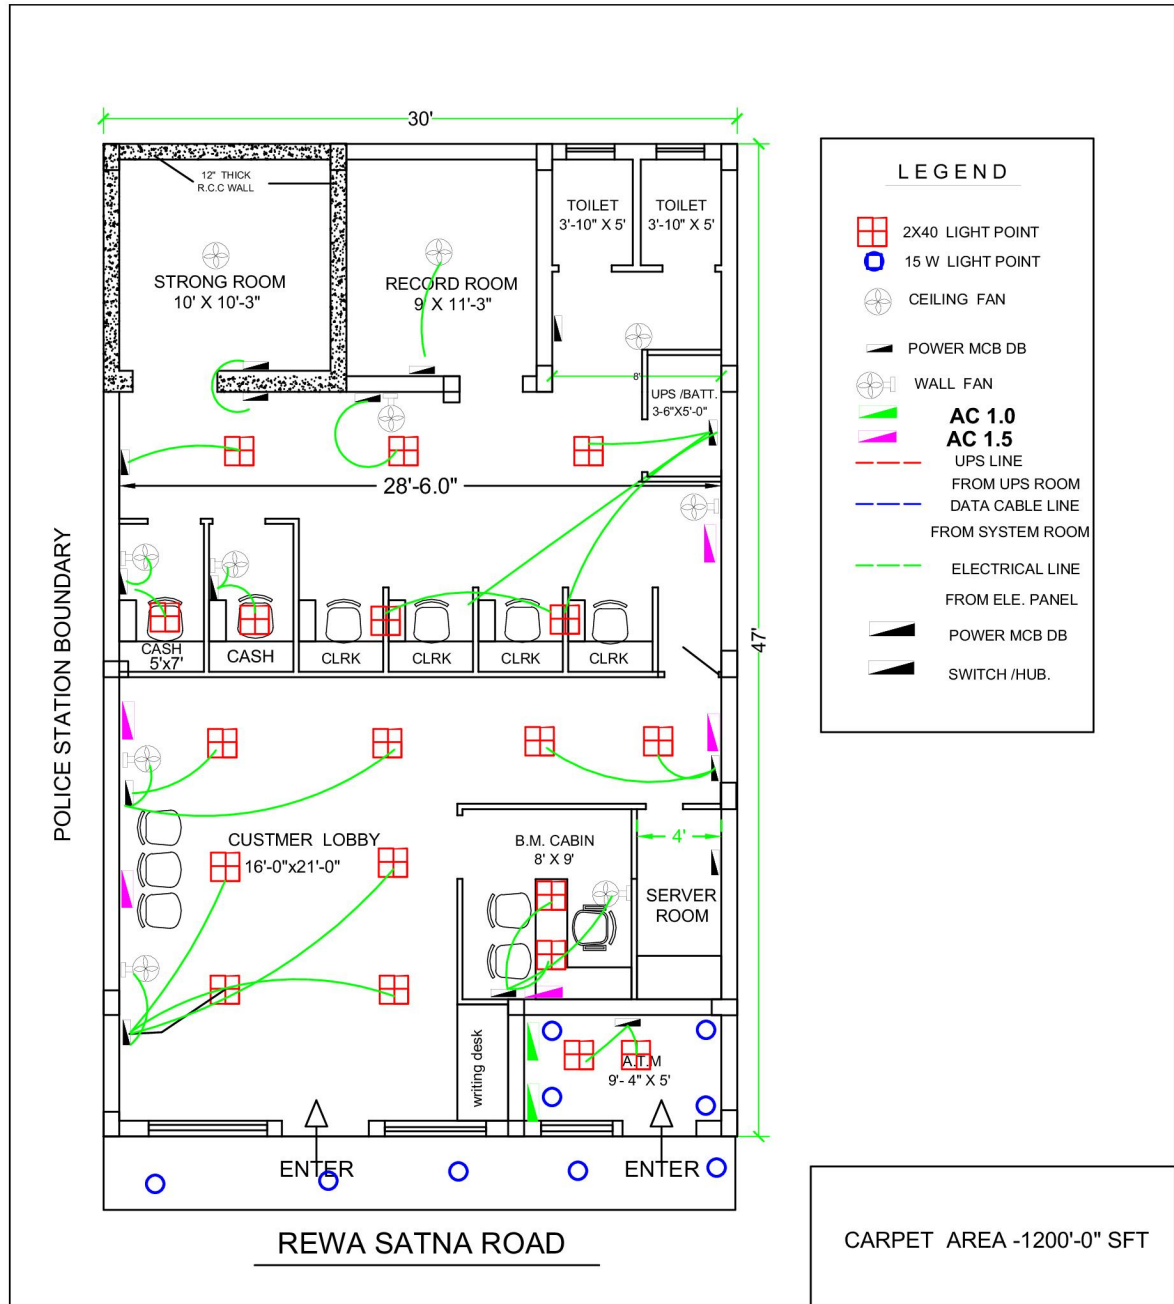 30'
12" THICK
R.C.C WALL
STRONG ROOM
10' X 10'-3"
RECORD ROOM
9' X 11'-3"
TOILET
3'-10" X 5'
TOILET
3'-10" X 5'
8'
UPS /BATT.
3-6"X5'-0"
28'-6.0"
CASH
5'x7'
CASH
CLRK
CLRK
CLRK
CLRK
47'
POLICE STATION BOUNDARY
CUSTMER LOBBY
16'-0"x21'-0"
B.M. CABIN
8' X 9'
4'
SERVER
ROOM
writing desk
A.T.M
9'- 4" X 5'
ENTER
ENTER
REWA SATNA ROAD
LEGEND
2X40 LIGHT POINT
15 W LIGHT POINT
CEILING FAN
POWER MCB DB
WALL FAN
AC 1.0
AC 1.5
UPS LINE
FROM UPS ROOM
DATA CABLE LINE
FROM SYSTEM ROOM
ELECTRICAL LINE
FROM ELE. PANEL
POWER MCB DB
SWITCH /HUB.
CARPET AREA -1200'-0" SFT